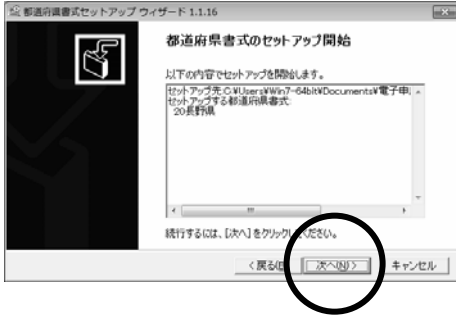 都道府県書式セットアップ ウィザード 1.1.16
都道府県書式のセットアップ開始
以下の内容でセットアップを開始します。
セットアップ先:C:¥Users¥Win7-64bit¥Documents¥電子申
セットアップする都道府県書式:
20長野県
続行するには、[次へ]をクリックしてください。
<戻る(B)
次へ(N)>
キャンセル